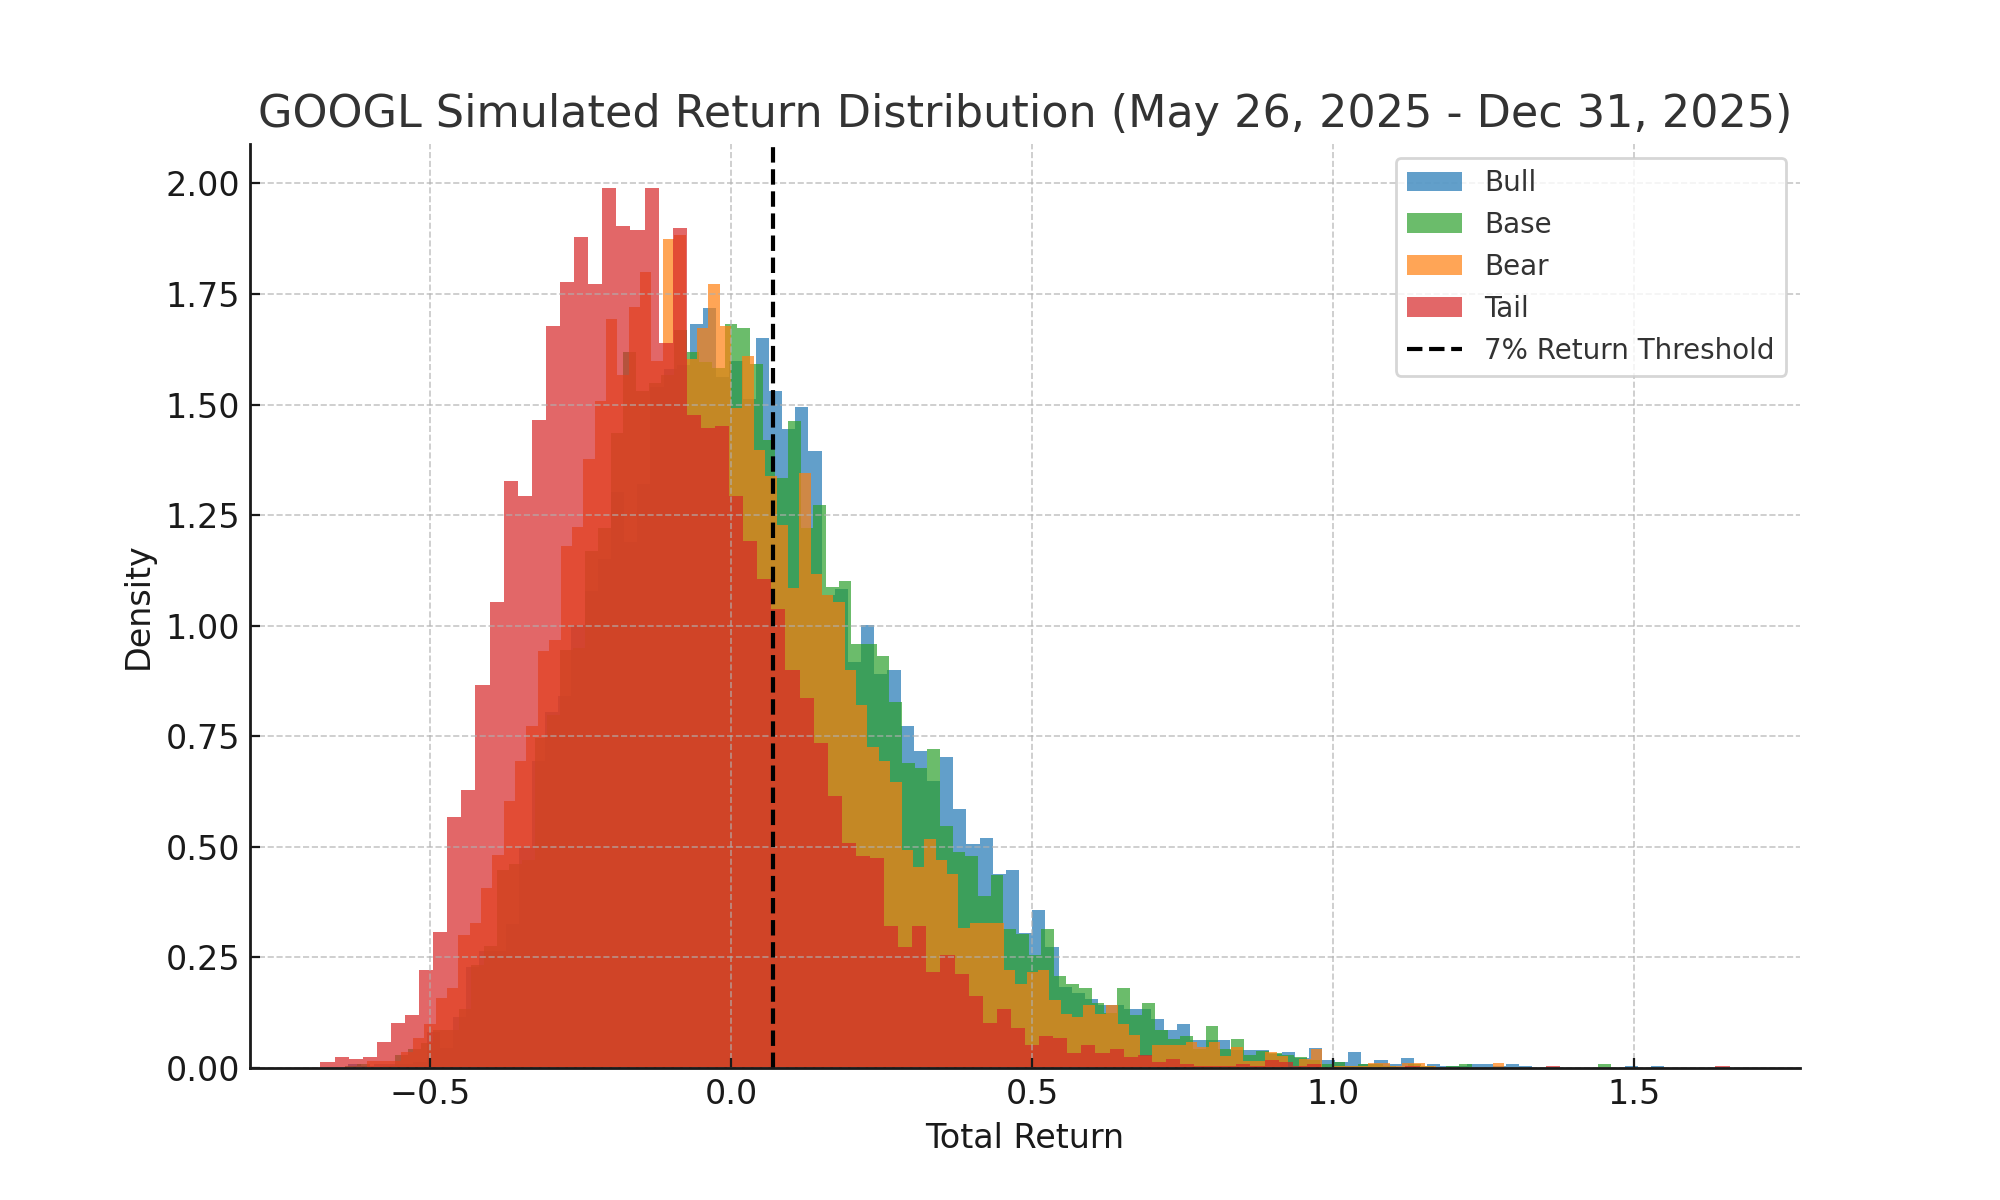 GOOGL Simulated Return Distribution (May 26, 2025 - Dec 31, 2025)
Bull
Base
Bear
Tail
7% Return Threshold
Density
2.00
1.75
1.50
1.25
1.00
0.75
0.50
0.25
0.00
−0.5
0.0
0.5
1.0
1.5
Total Return